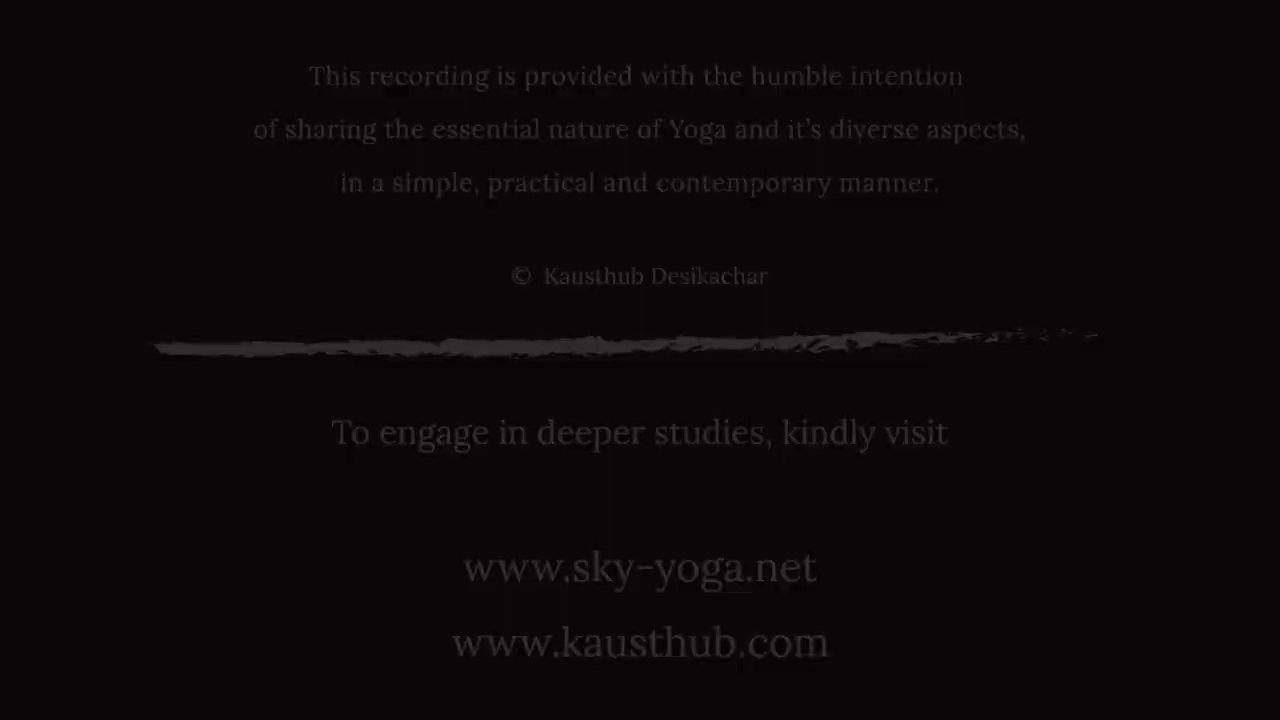 This recording is provided with the humble intention
of sharing the essential nature of Yoga and it's diverse aspects,
in a simple, practical and contemporary manner.
© Kausthub Desikachar
To engage in deeper studies, kindly visit
www.sky-yoga.net
www.kausthub.com